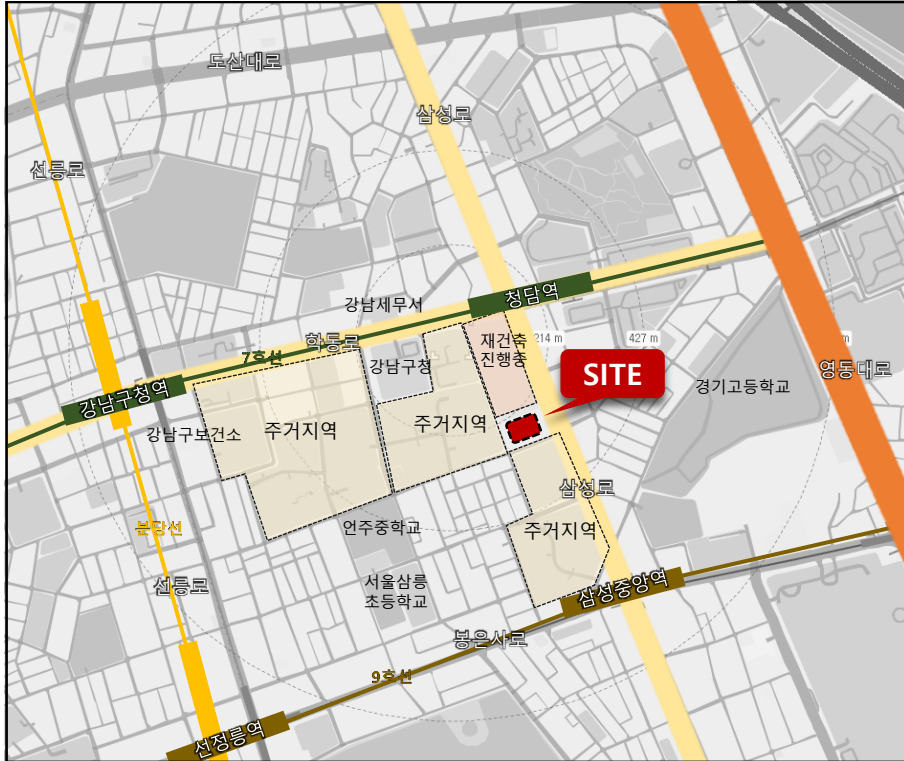 도산대로
삼성로
선릉로
청담역
강남세무서
학동로
7호선
강남구청
재건축
진행중
214 m
427 m
m
SITE
영동대로
경기고등학교
강남구청역
강남구보건소
주거지역
주거지역
삼성로
분당선
언주중학교
주거지역
선릉로
서울삼릉
초등학교
삼성중앙역
봉은사로
9호선
선정릉역